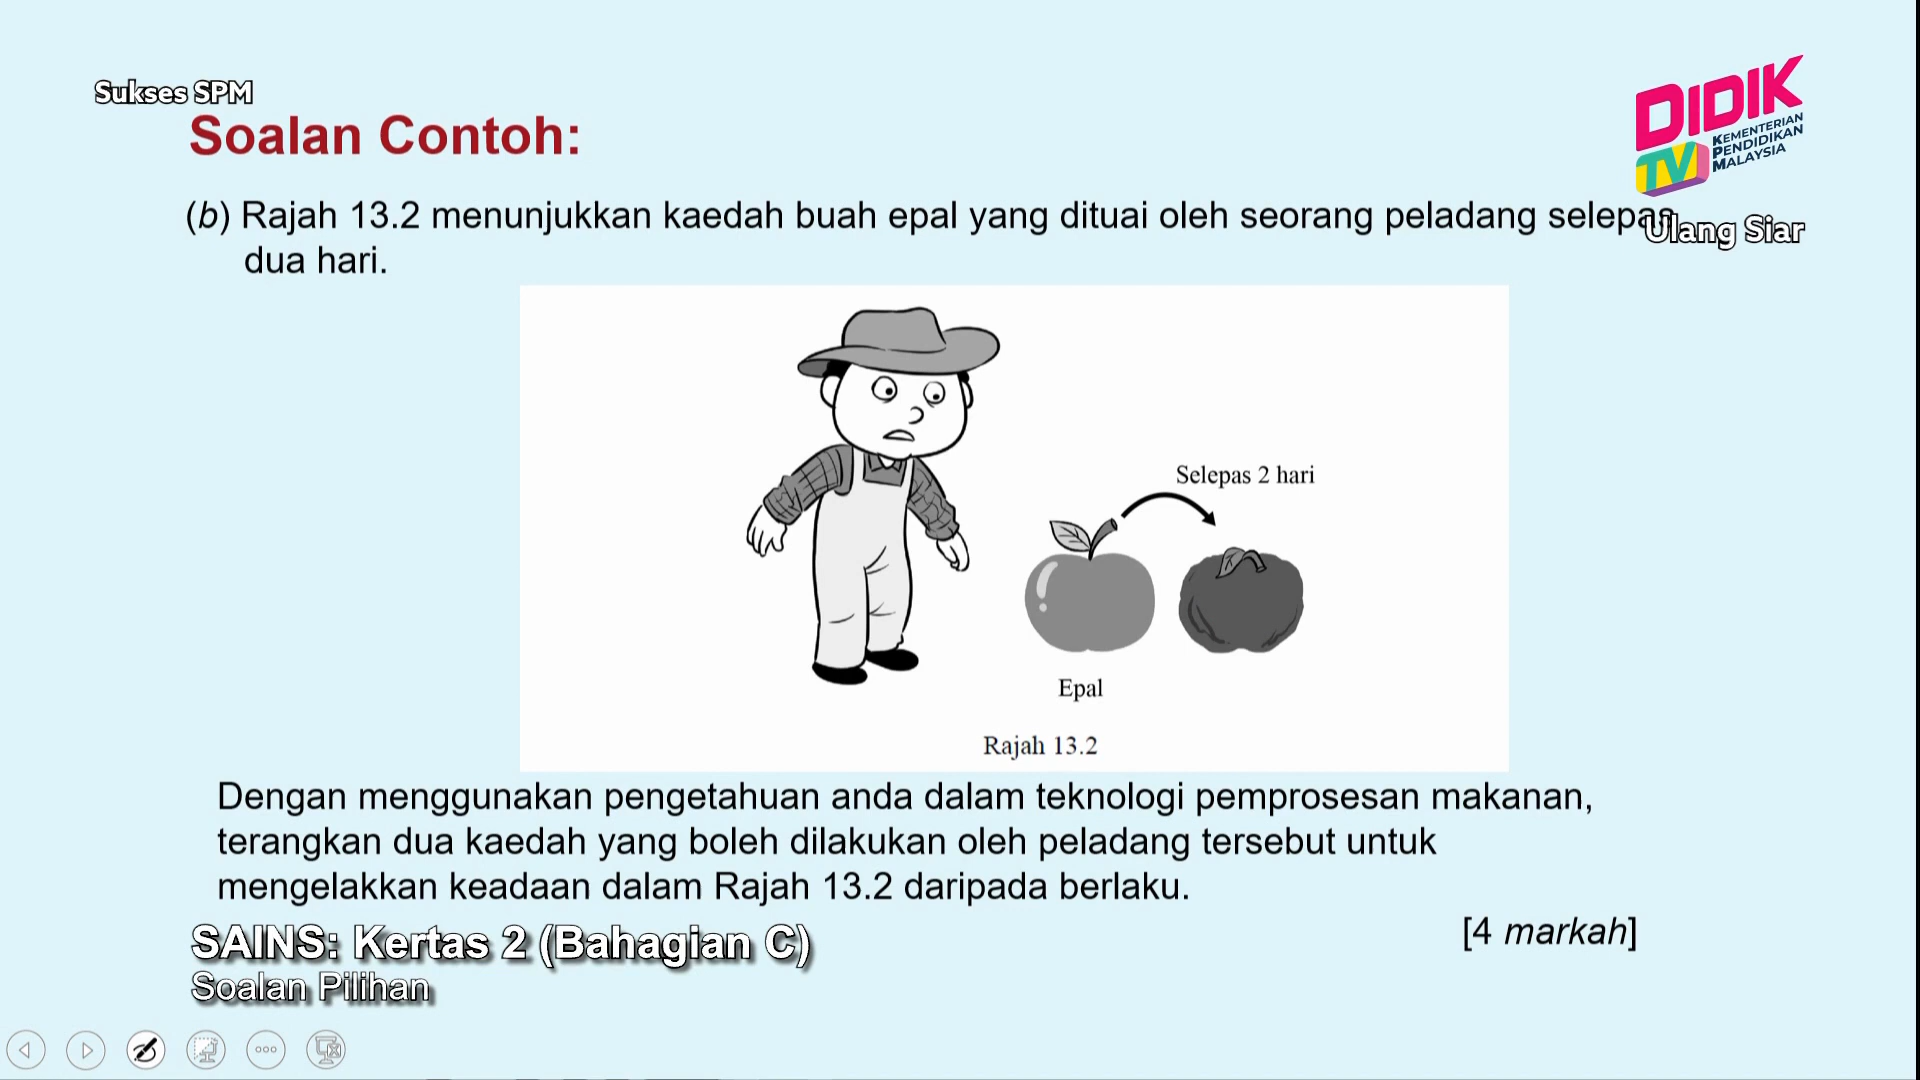 Sukses SPM
Soalan Contoh:
DIDIK
TV
KEMENTERIAN
PENDIDIKAN
MALAYSIA
(b) Rajah 13.2 menunjukkan kaedah buah epal yang dituai oleh seorang peladang selepas
Ulang Siar
dua hari.
Selepas 2 hari
Epal
Rajah 13.2
Dengan menggunakan pengetahuan anda dalam teknologi pemprosesan makanan,
terangkan dua kaedah yang boleh dilakukan oleh peladang tersebut untuk
mengelakkan keadaan dalam Rajah 13.2 daripada berlaku.
[4 markah]
SAINS: Kertas 2 (Bahagian C)
Soalan Pilihan